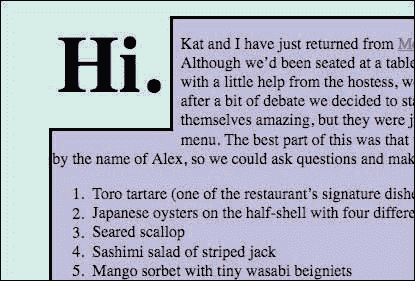 Hi.
Kat and I have just returned from
Although we'd been seated at a table
with a little help from the hostess, w
after a bit of debate we decided to
themselves amazing, but they were
menu. The best part of this was that
by the name of Alex, so we could ask questions and
1. Toro tartare (one of the restaurant's signature
2. Japanese oysters on the half-shell with four
3. Seared scallop
4. Sashimi salad of striped jack
5. Mango sorbet with tiny wasabi beigniets